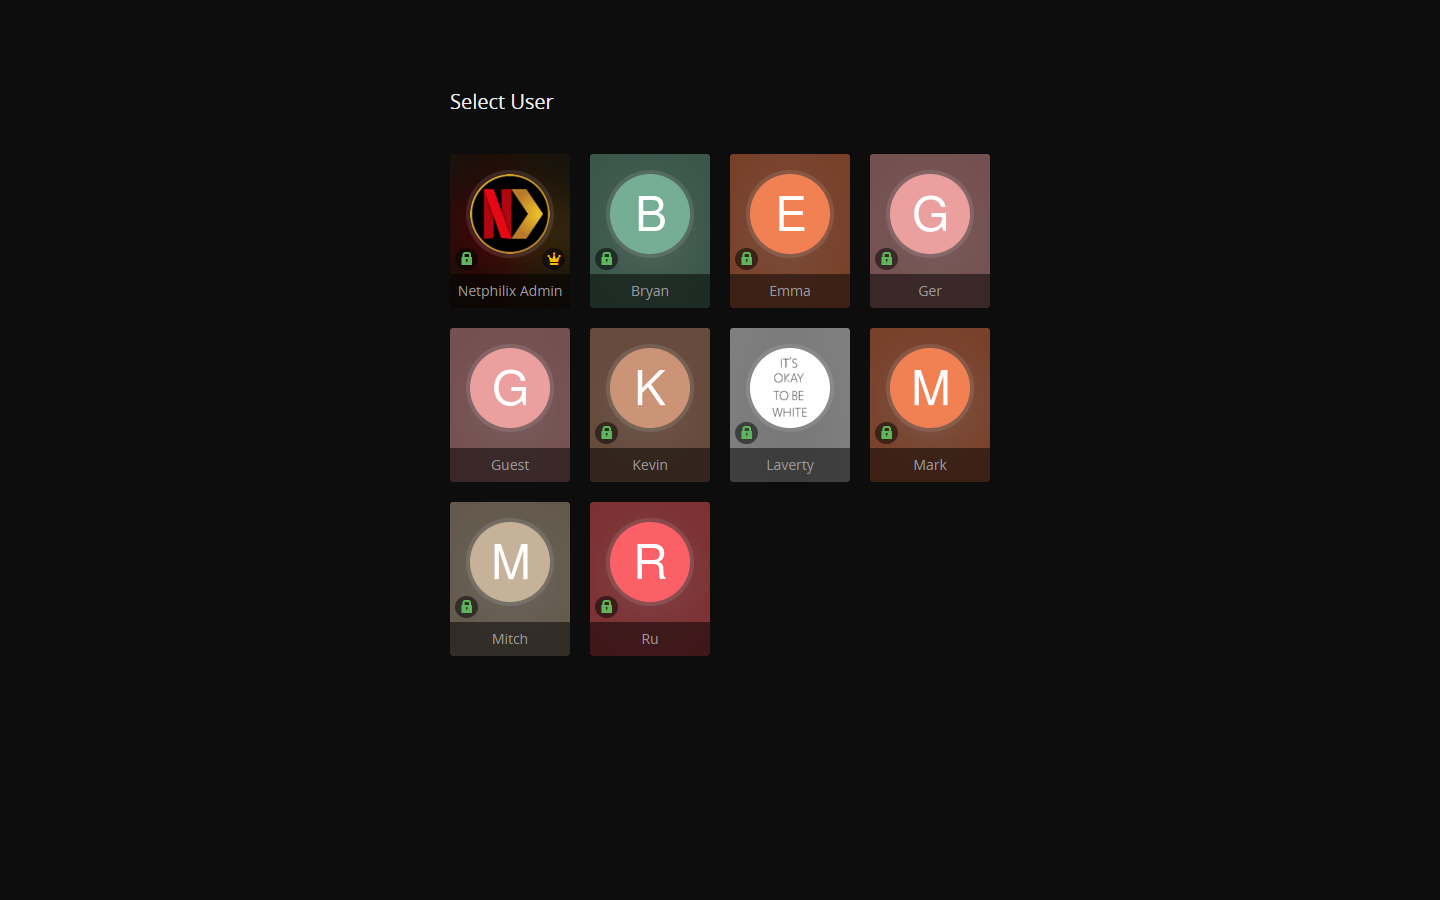 Select User
N
B
E
G
Netphilix Admin
Bryan
Emma
Ger
G
K
IT'S
OKAY
TO BE
WHITE
M
Guest
Kevin
Laverty
Mark
M
R
Mitch
Ru